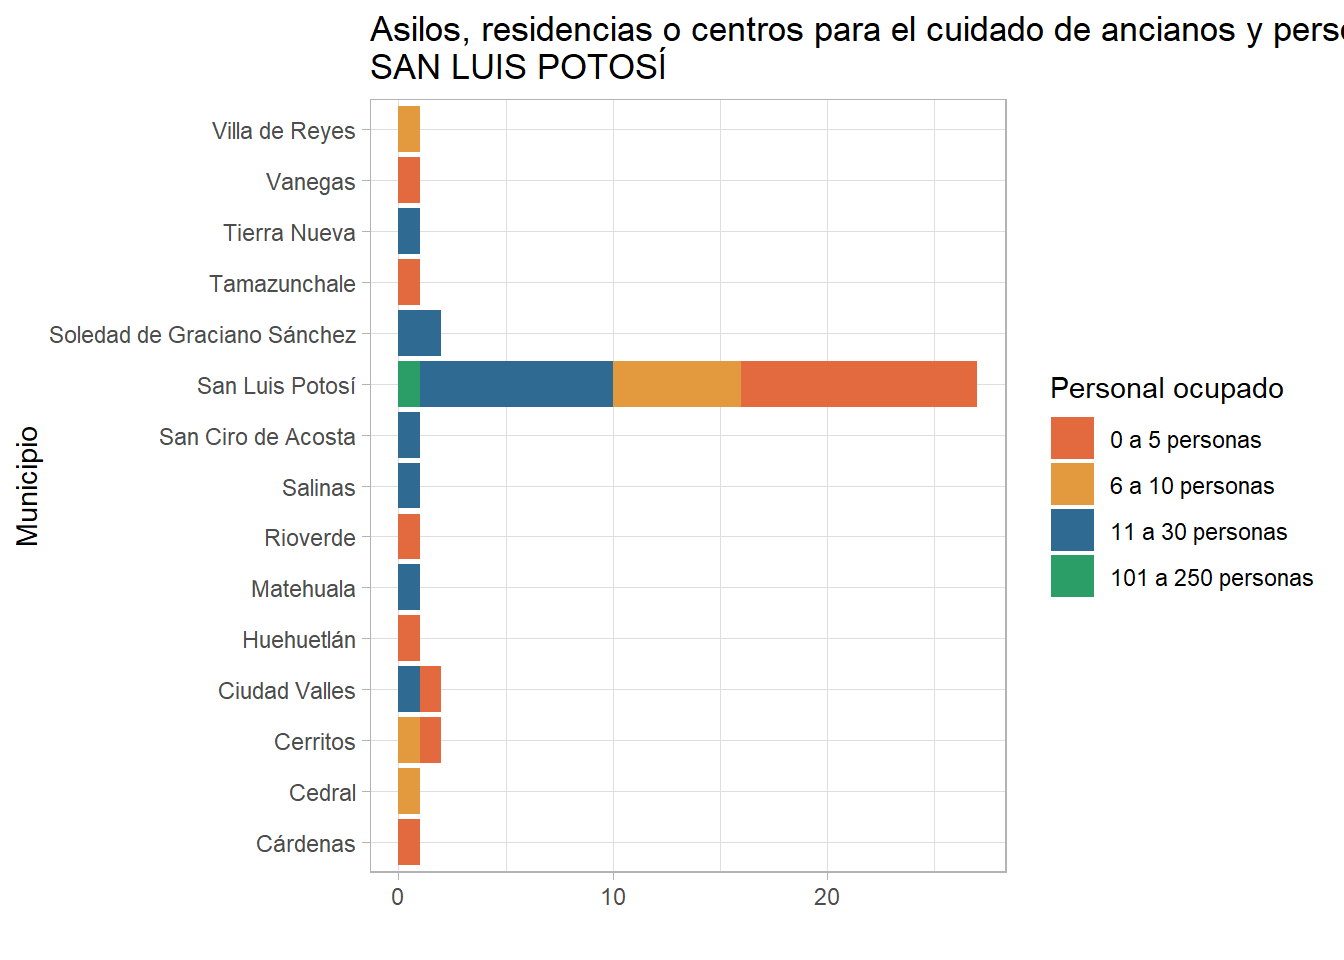 Asilos, residencias o centros para el cuidado de ancianos y
SAN LUIS POTOSÍ
Villa de Reyes
Vanegas
Tierra Nueva
Tamazunchale
Soledad de Graciano Sánchez
San Luis Potosí
San Ciro de Acosta
Salinas
Rioverde
Matehuala
Huehuetlán
Ciudad Valles
Cerritos
Cedral
Cárdenas
0 10 20
Municipio
Personal ocupado
0 a 5 personas
6 a 10 personas
11 a 30 personas
101 a 250 personas